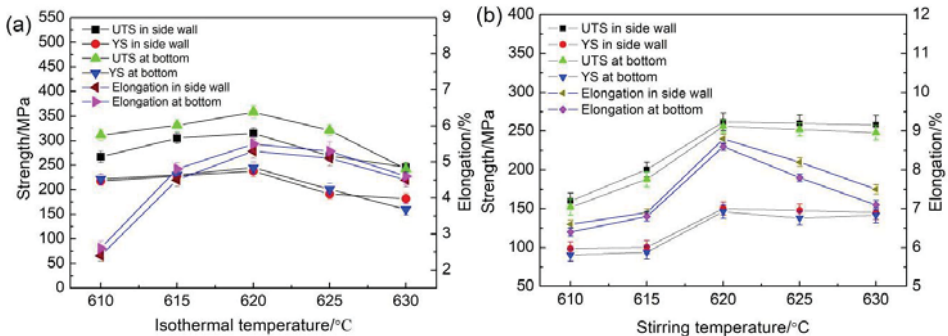 (a)
550
500
450
400
350
300
250
200
150
100
50
0
Strength/MPa
UTS in side wall
YS in side wall
UTS at bottom
YS at bottom
Elongation in side wall
Elongation at bottom
9
8
7
6
5
4
3
2
Elongation/%
610 615 620 625 630
Isothermal temperature/°C
(b)
400
350
300
250
200
150
100
50
Strength/MPa
UTS in side wall
YS in side wall
UTS at bottom
YS at bottom
Elongation in side wall
Elongation at bottom
12
11
10
9
8
7
6
5
Elongation/%
610 615 620 625 630
Stirring temperature/°C